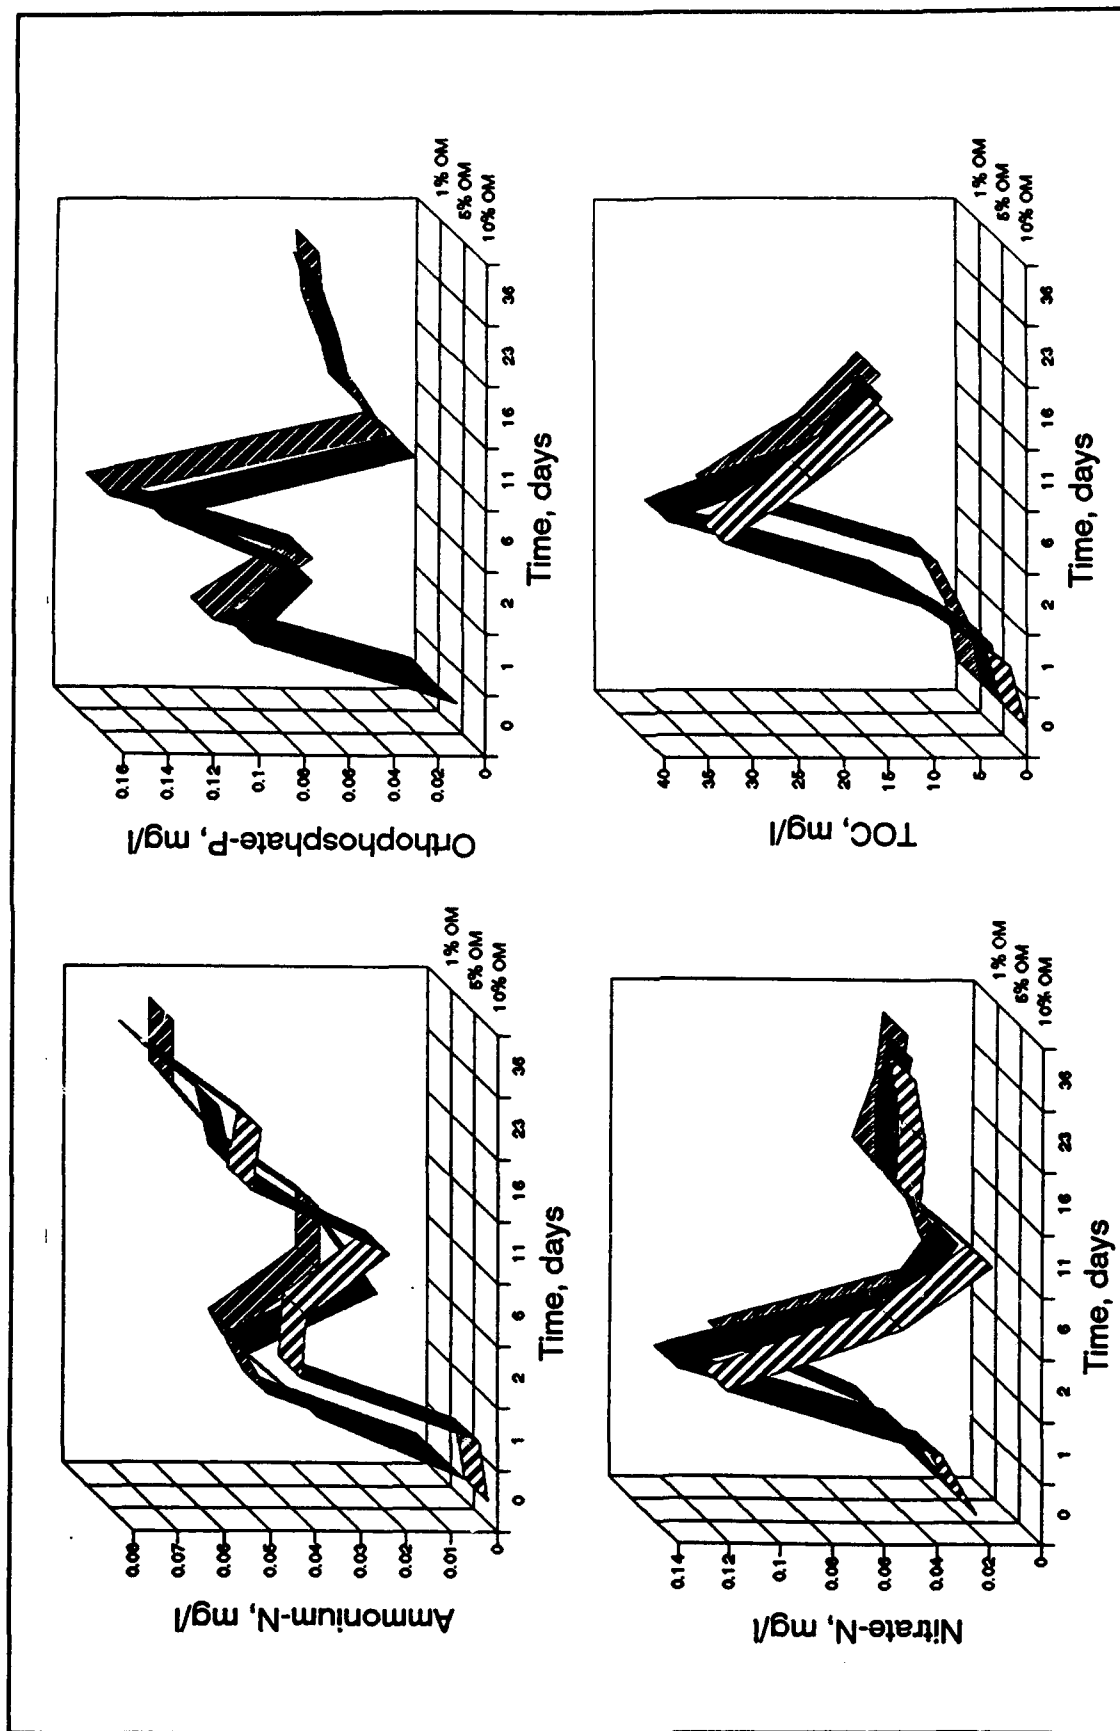 Ammonium-N, mg/l
0.08
0.07
0.06
0.05
0.04
0.03
0.02
0.01
0
0 1 2 6 11 16 23 36
Time, days
1% OM
5% OM
10% OM
Orthophosphate-P, mg/l
0.16
0.14
0.12
0.1
0.08
0.06
0.04
0.02
0
0 1 2 6 11 16 23 36
Time, days
1% OM
5% OM
10% OM
Nitrate-N, mg/l
0.14
0.12
0.1
0.08
0.06
0.04
0.02
0
0 1 2 6 11 16 23 36
Time, days
1% OM
5% OM
10% OM
TOC, mg/l
40
35
30
25
20
15
10
5
0
0 1 2 6 11 16 23 36
Time, days
1% OM
5% OM
10% OM